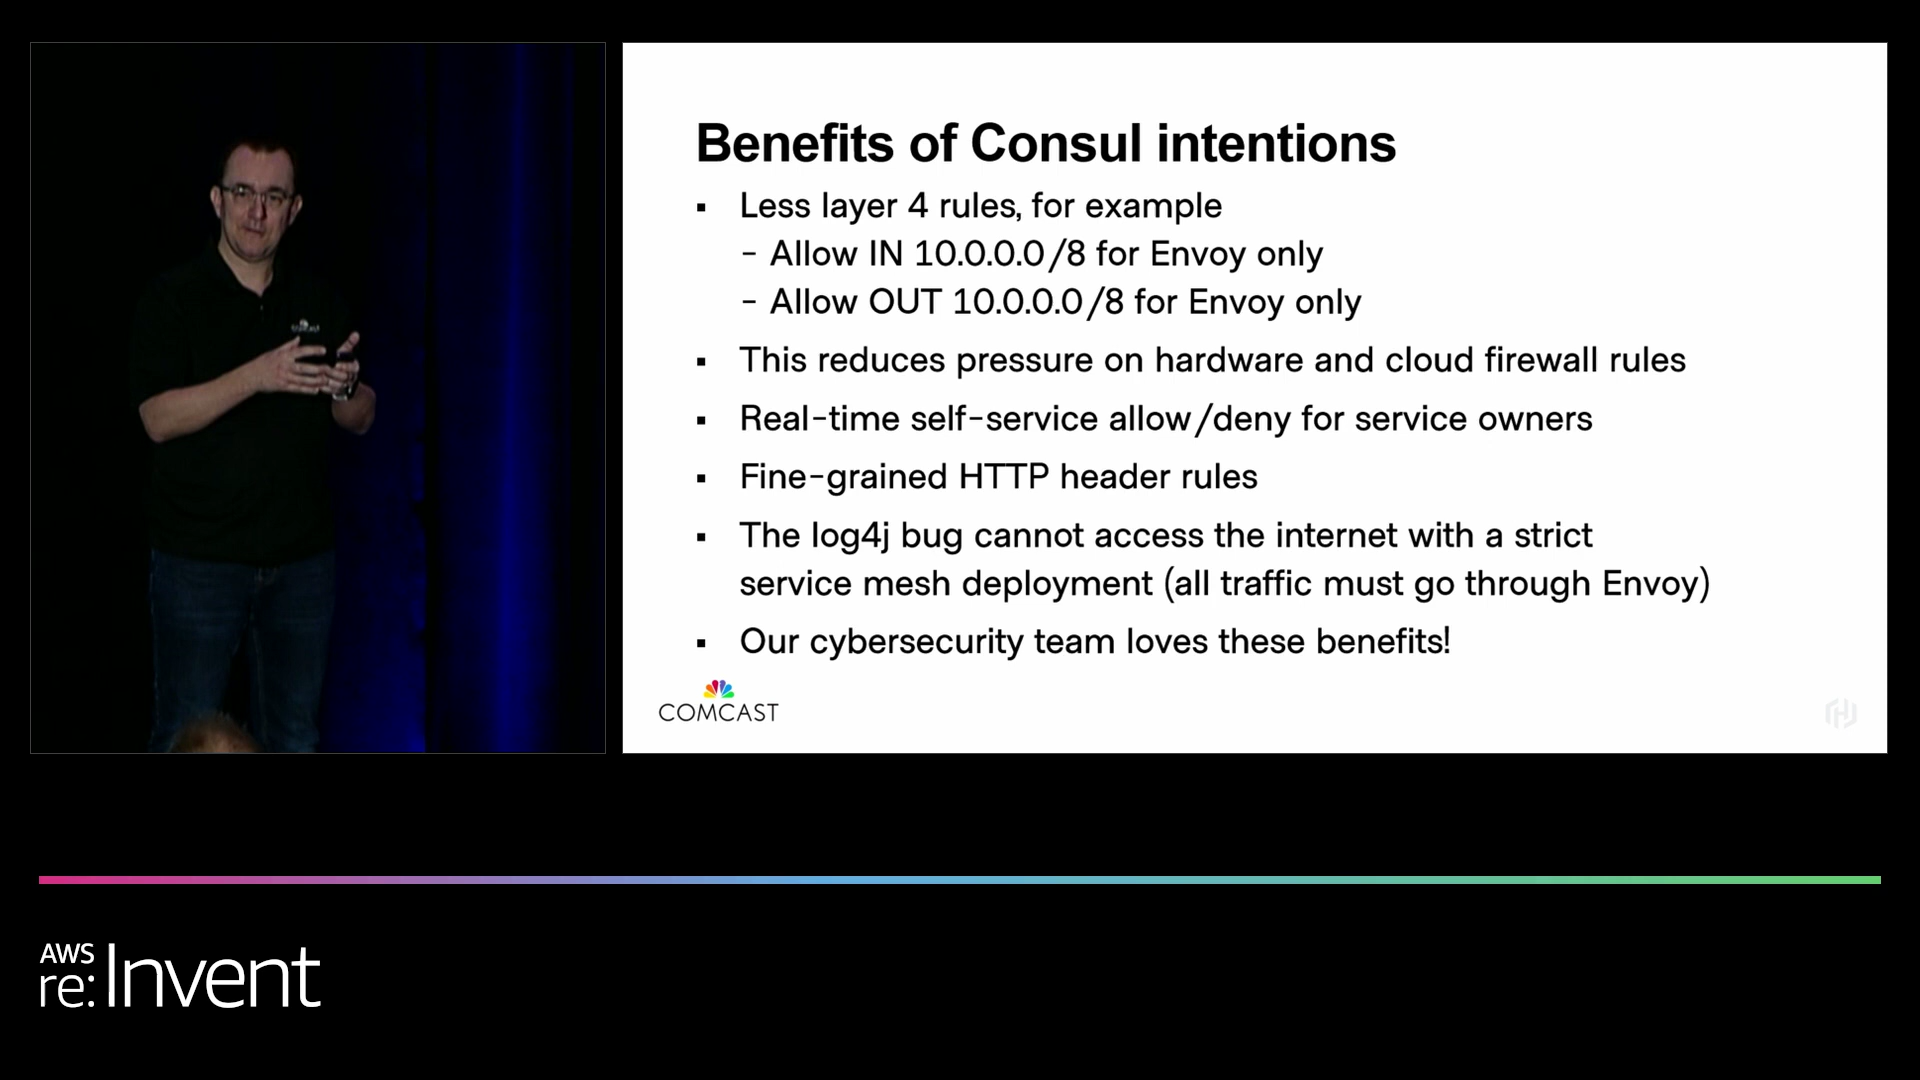 COMCAST
Benefits of Consul intentions
▪ Less layer 4 rules, for example
- Allow IN 10.0.0.0/8 for Envoy only
- Allow OUT 10.0.0.0/8 for Envoy only
▪ This reduces pressure on hardware and cloud firewall rules
▪ Real-time self-service allow/deny for service owners
▪ Fine-grained HTTP header rules
▪ The log4j bug cannot access the internet with a strict
service mesh deployment (all traffic must go through Envoy)
▪ Our cybersecurity team loves these benefits!
COMCAST
AWS
re:Invent